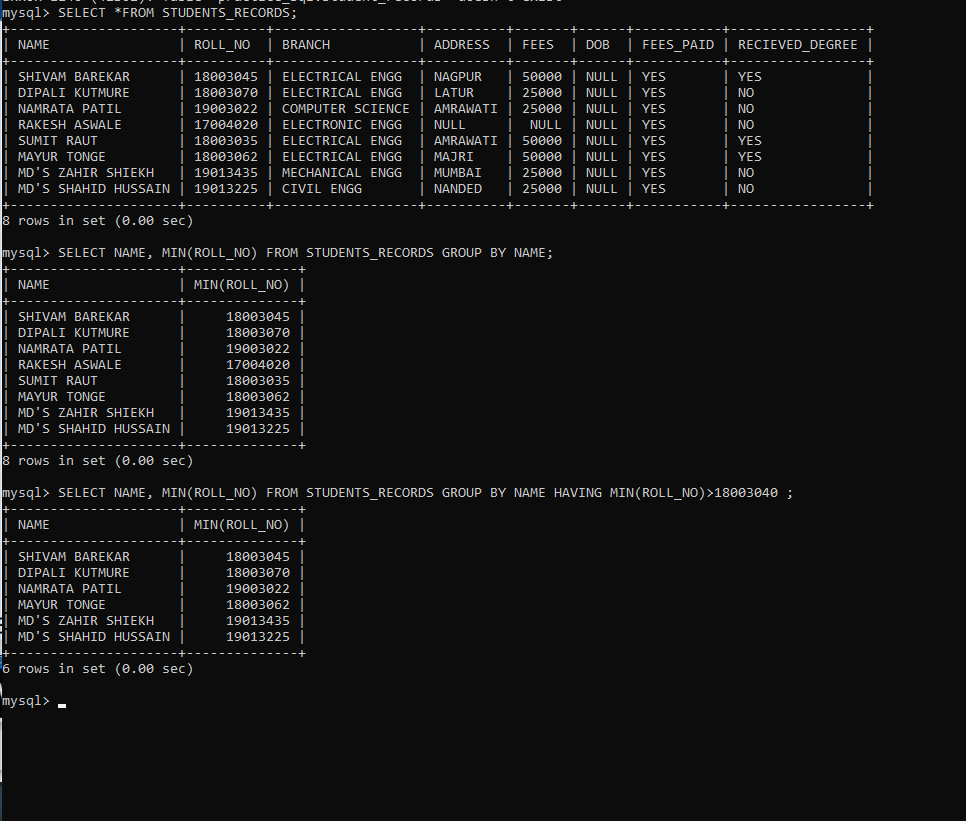 mysql> SELECT *FROM STUDENTS_RECORDS;
+---------------------+----------+------------------+----------+-------+------+-----------+-----------------+
| NAME                | ROLL_NO  | BRANCH           | ADDRESS  | FEES  | DOB  | FEES_PAID | RECIEVED_DEGREE |
+---------------------+----------+------------------+----------+-------+------+-----------+-----------------+
| SHIVAM BAREKAR      | 18003045 | ELECTRICAL ENGG  | NAGPUR   | 50000 | NULL | YES       | YES             |
| DIPALI KUTMURE      | 18003070 | ELECTRICAL ENGG  | LATUR    | 25000 | NULL | YES       | NO              |
| NAMRATA PATIL       | 19003022 | COMPUTER SCIENCE | AMRAWATI | 25000 | NULL | YES       | NO              |
| RAKESH ASWALE       | 17004020 | ELECTRONIC ENGG  | NULL     |  NULL | NULL | YES       | NO              |
| SUMIT RAUT          | 18003035 | ELECTRICAL ENGG  | AMRAWATI | 50000 | NULL | YES       | YES             |
| MAYUR TONGE         | 18003062 | ELECTRICAL ENGG  | MAJRI    | 50000 | NULL | YES       | YES             |
| MD'S ZAHIR SHIEKH   | 19013435 | MECHANICAL ENGG  | MUMBAI   | 25000 | NULL | YES       | NO              |
| MD'S SHAHID HUSSAIN | 19013225 | CIVIL ENGG       | NANDED   | 25000 | NULL | YES       | NO              |
+---------------------+----------+------------------+----------+-------+------+-----------+-----------------+
8 rows in set (0.00 sec)
mysql> SELECT NAME, MIN(ROLL_NO) FROM STUDENTS_RECORDS GROUP BY NAME;
+---------------------+--------------+
| NAME                | MIN(ROLL_NO) |
+---------------------+--------------+
| SHIVAM BAREKAR      |     18003045 |
| DIPALI KUTMURE      |     18003070 |
| NAMRATA PATIL       |     19003022 |
| RAKESH ASWALE       |     17004020 |
| SUMIT RAUT          |     18003035 |
| MAYUR TONGE         |     18003062 |
| MD'S ZAHIR SHIEKH   |     19013435 |
| MD'S SHAHID HUSSAIN |     19013225 |
+---------------------+--------------+
8 rows in set (0.00 sec)
mysql> SELECT NAME, MIN(ROLL_NO) FROM STUDENTS_RECORDS GROUP BY NAME HAVING MIN(ROLL_NO)>18003040 ;
+---------------------+--------------+
| NAME                | MIN(ROLL_NO) |
+---------------------+--------------+
| SHIVAM BAREKAR      |     18003045 |
| DIPALI KUTMURE      |     18003070 |
| NAMRATA PATIL       |     19003022 |
| MAYUR TONGE         |     18003062 |
| MD'S ZAHIR SHIEKH   |     19013435 |
| MD'S SHAHID HUSSAIN |     19013225 |
+---------------------+--------------+
6 rows in set (0.00 sec)
mysql> _